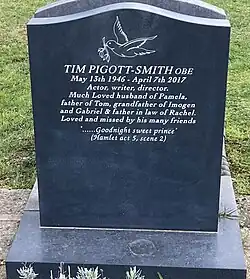 TIM PIGOTT-SMITH OBE
May 13th 1946 - April 7th 2017
Actor, writer, director.
Much Loved husband of Pamela,
father of Tom, grandfather of Imogen
and Gabriel & father in law of Rachel.
Loved and missed by his many friends
'......Goodnight sweet prince'
(Hamlet act 5, scene 2)